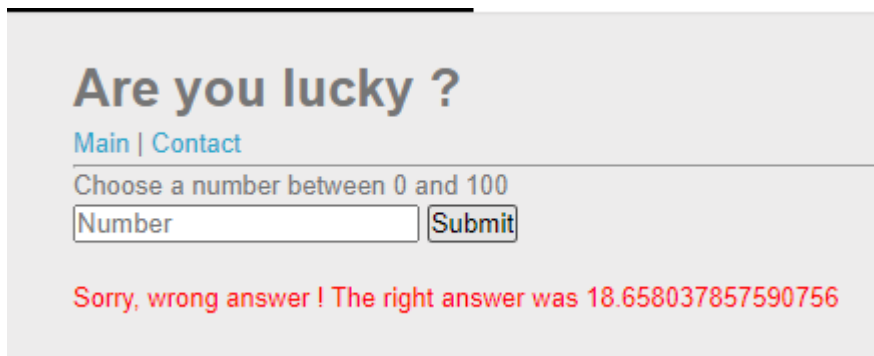 Are you lucky ?
Main | Contact
Choose a number between 0 and 100
Number Submit
Sorry, wrong answer ! The right answer was 18.658037857590756